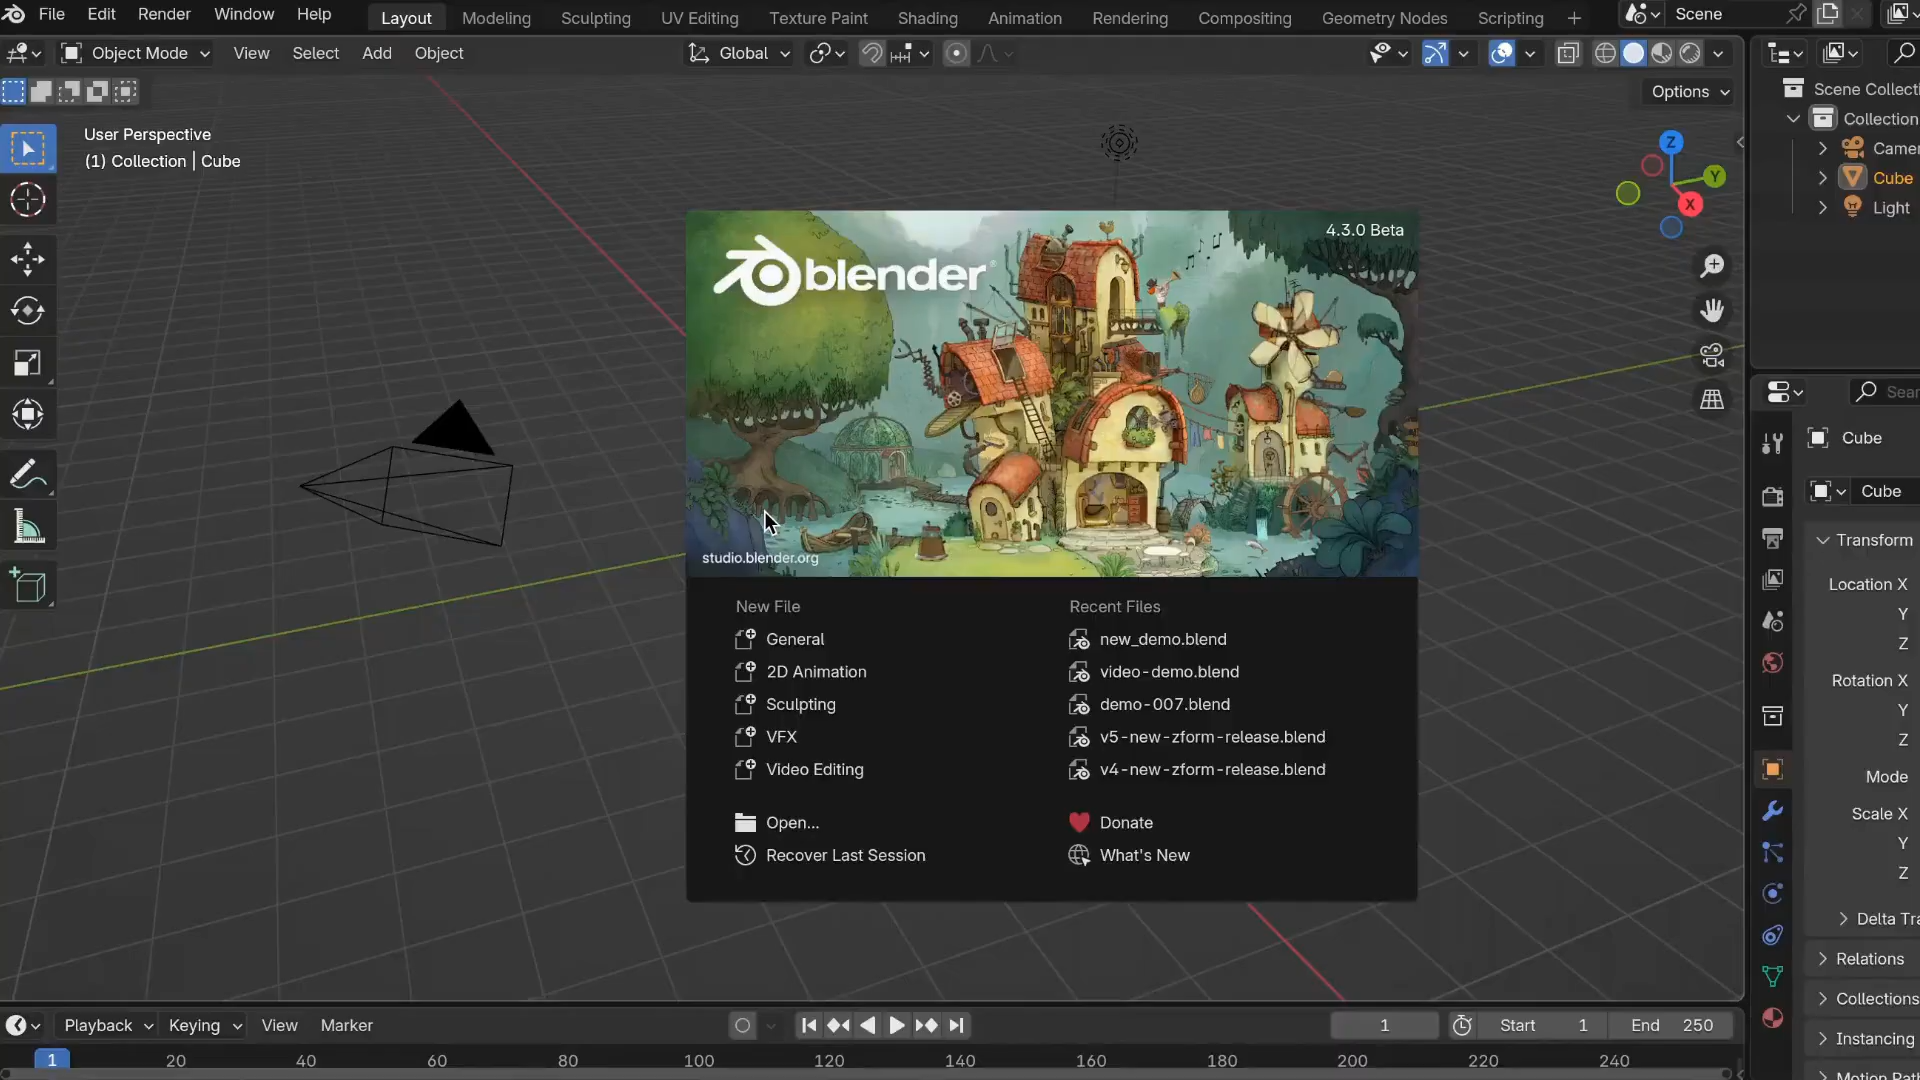 File Edit Render Window Help Layout Modeling Sculpting UV Editing Texture Paint Shading Animation Rendering Compositing Geometry Nodes Scripting + Scene
Object Mode View Select Add Object Global
Options
User Perspective
(1) Collection | Cube
Z
Y
X
Scene Collecti
Collection
Camer
Cube
Light
4.3.0 Beta
blender
studio.blender.org
New File
General
2D Animation
Sculpting
VFX
Video Editing
Open...
Recover Last Session
Recent Files
new_demo.blend
video-demo.blend
demo-007.blend
v5-new-zform-release.blend
v4-new-zform-release.blend
Donate
What's New
Sear
Cube
Cube
Transform
Location X
Y
Z
Rotation X
Y
Z
Mode
Scale X
Y
Z
Delta Tra
Relations
Collections
Instancing
Motion Path
Playback Keying View Marker 1 Start 1 End 250
1 20 40 60 80 100 120 140 160 180 200 220 240